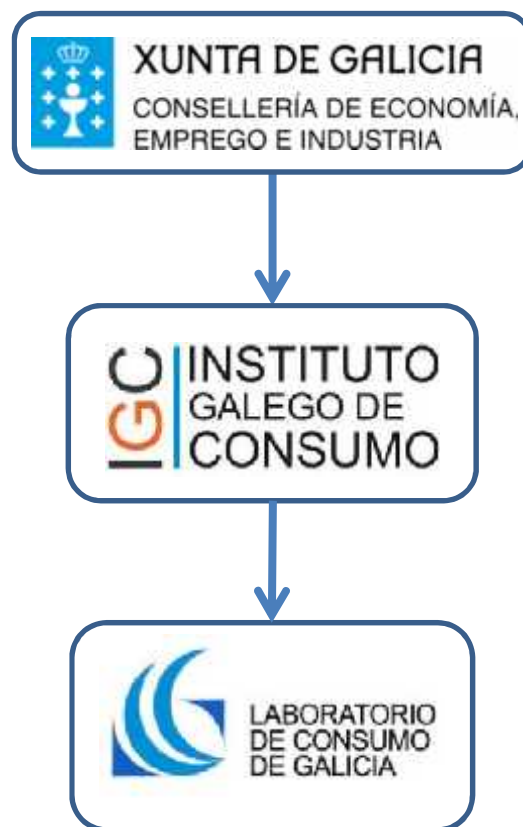 XUNTA DE GALICIA
CONSELLERÍA DE ECONOMÍA,
EMPREGO E INDUSTRIA
IGC
INSTITUTO
GALEGO DE
CONSUMO
LABORATORIO
DE CONSUMO
DE GALICIA